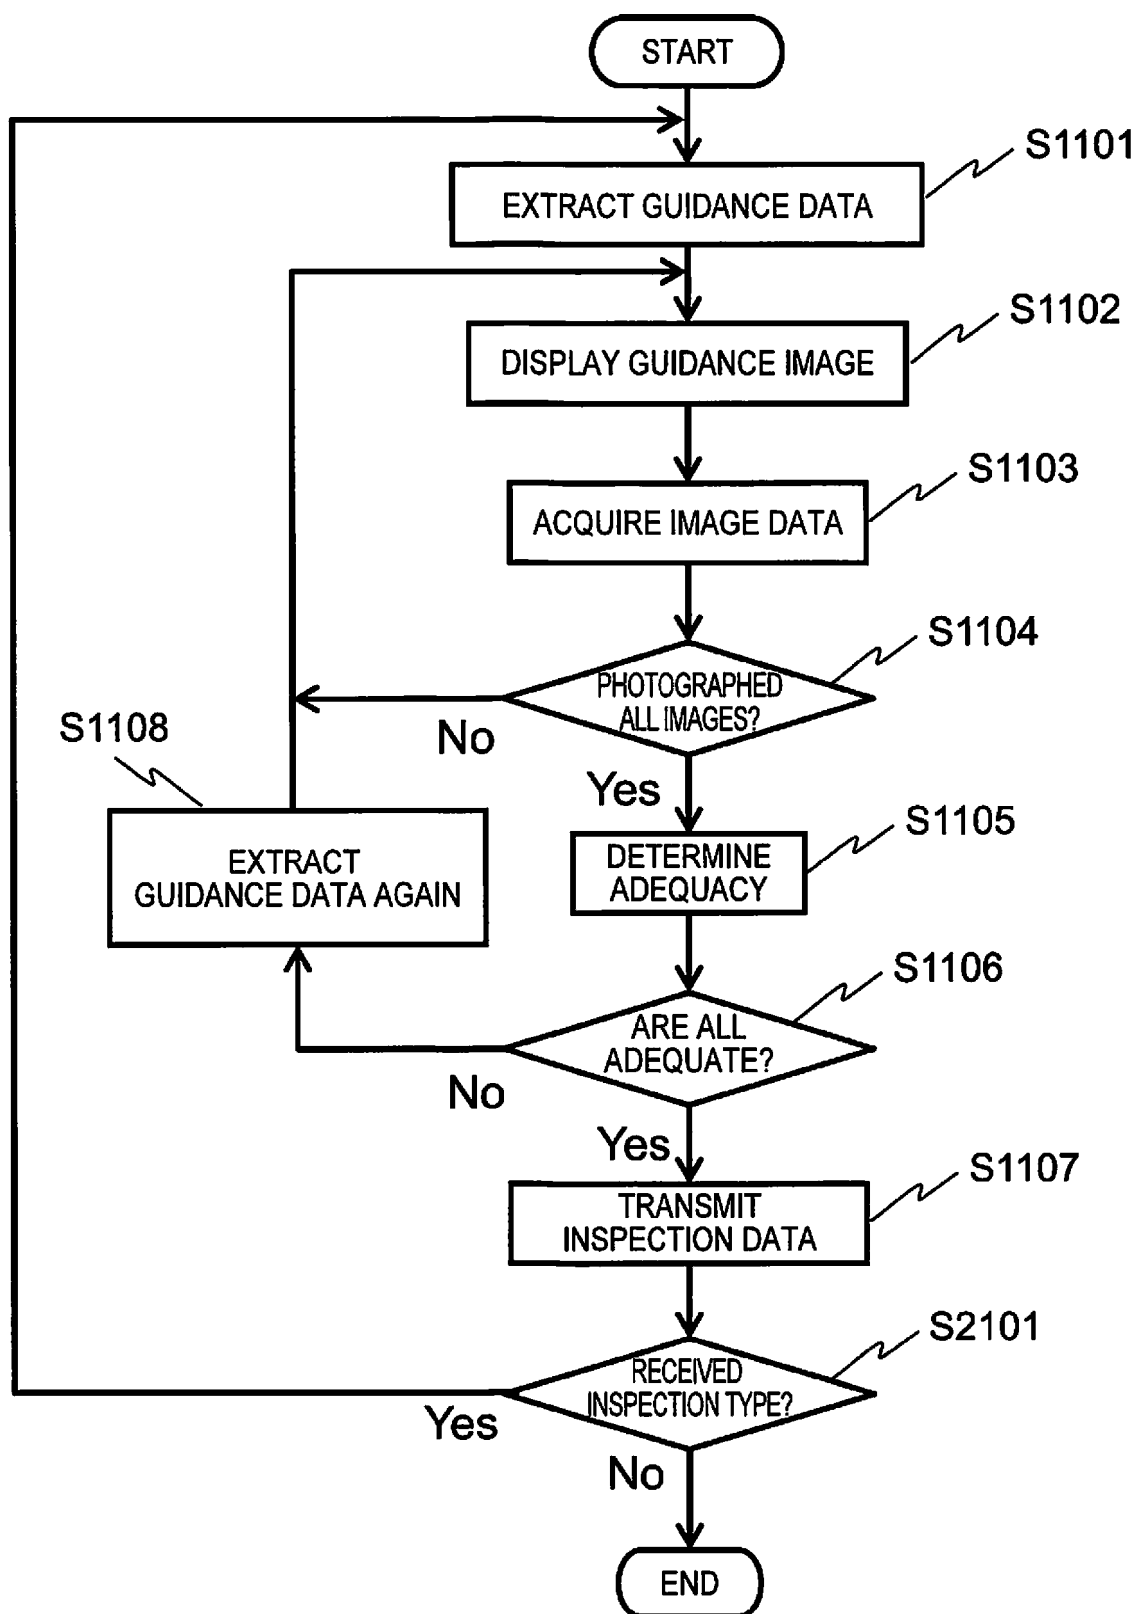 START
S1101
EXTRACT GUIDANCE DATA
S1102
DISPLAY GUIDANCE IMAGE
S1103
ACQUIRE IMAGE DATA
S1104
PHOTOGRAPHED
ALL IMAGES?
No
Yes
S1108
EXTRACT
GUIDANCE DATA AGAIN
S1105
DETERMINE
ADEQUACY
S1106
ARE ALL
ADEQUATE?
No
Yes
S1107
TRANSMIT
INSPECTION DATA
S2101
RECEIVED
INSPECTION TYPE?
Yes
No
END